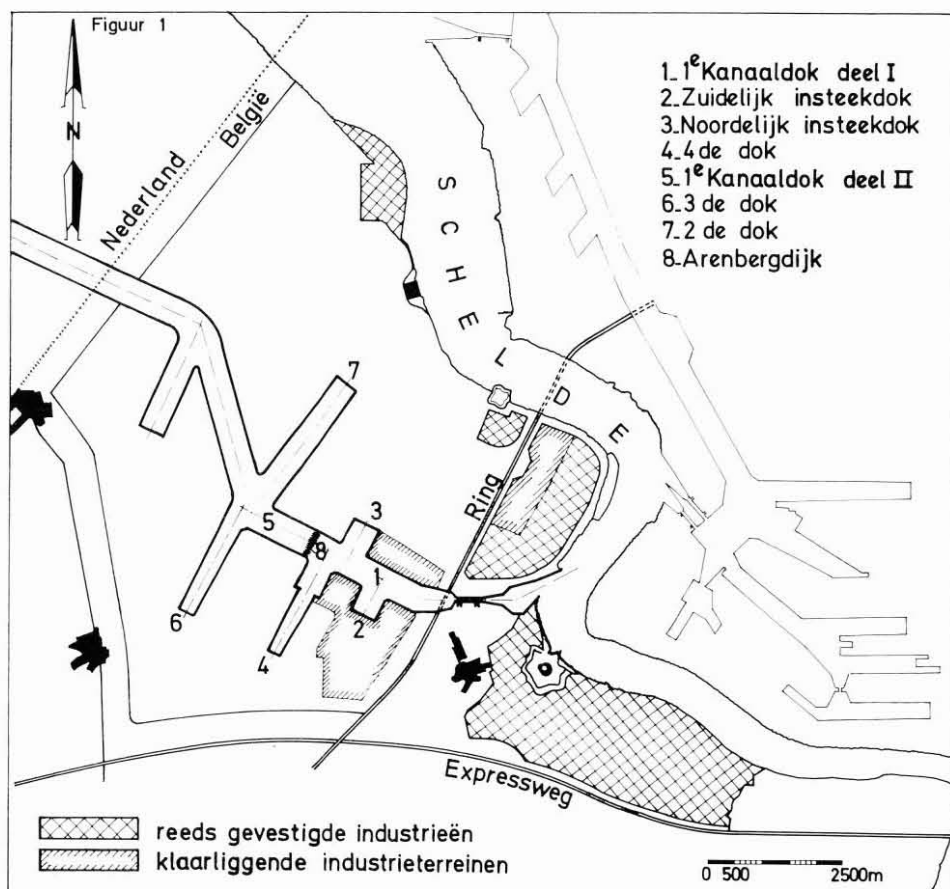 Figuur 1
1_1e Kanaaldok deel I
2_Zuidelijk insteekdok
3_Noordelijk insteekdok
4_4de dok
5_1e Kanaaldok deel II
6_3 de dok
7_2 de dok
8_Arenbergdijk
N
Nederland
België
SCHELDE
Ring
7
3
5
8
1
2
6
4
Expressweg
reeds gevestigde industrieën
klaarliggende industrieterreinen
0 500 2500m